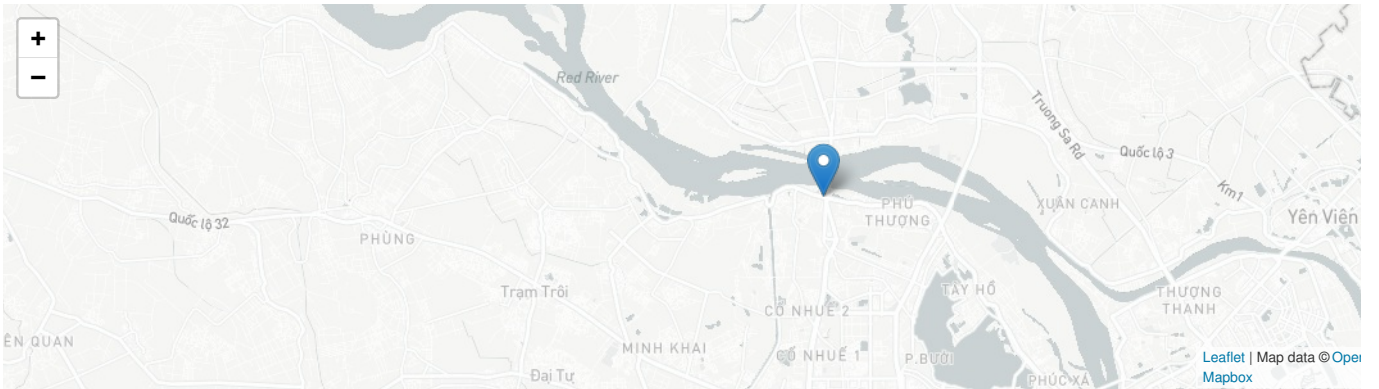 +
−
Red River
Truong Sa Rd
Quốc lộ 3
Km1
Yên Viên
XUÂN CANH
PHÚ
THƯỢNG
Quốc lộ 32
PHÙNG
Trạm Trôi
TÂY HỒ
THƯỢNG
THANH
CỔ NHUẾ 2
ÊN QUAN
MINH KHAI
CỔ NHUẾ 1
P.BƯỞI
Đại Tự
PHÚC XÁ
Leaflet | Map data © Oper
Mapbox